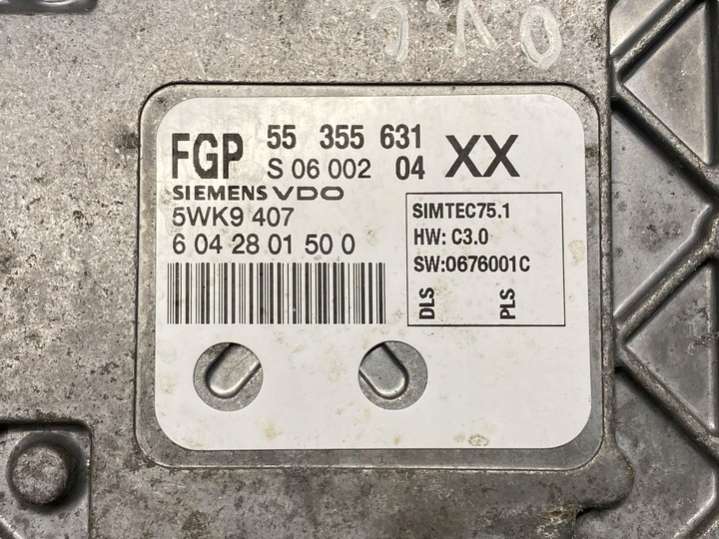 O.V.C
FGP 55 355 631 XX
S 06 002 04
SIEMENS VDO
5WK9 407
6 04 28 01 50 0
SIMTEC75.1
HW: C3.0
SW:0676001C
DLS PLS